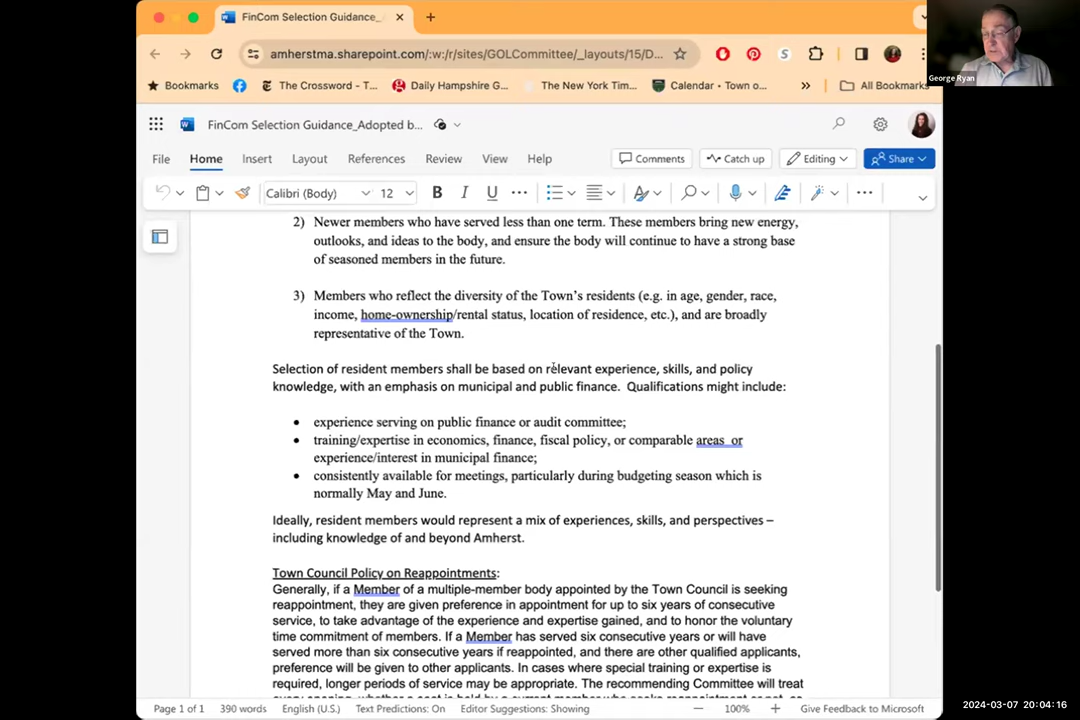 FinCom Selection Guidance_
amherstma.sharepoint.com/:w:/r/sites/GOLCommittee/_layouts/15/D...
Bookmarks
The Crossword - T...
Daily Hampshire G...
The New York Tim...
Calendar • Town o...
All Bookmarks
George Ryan
FinCom Selection Guidance_Adopted b...
File Home Insert Layout References Review View Help Comments Catch up Editing Share
Calibri (Body) 12 B I U
2) Newer members who have served less than one term. These members bring new energy,
outlooks, and ideas to the body, and ensure the body will continue to have a strong base
of seasoned members in the future.
3) Members who reflect the diversity of the Town's residents (e.g. in age, gender, race,
income, home-ownership/rental status, location of residence, etc.), and are broadly
representative of the Town.
Selection of resident members shall be based on relevant experience, skills, and policy
knowledge, with an emphasis on municipal and public finance. Qualifications might include:
• experience serving on public finance or audit committee;
• training/expertise in economics, finance, fiscal policy, or comparable areas or
experience/interest in municipal finance;
• consistently available for meetings, particularly during budgeting season which is
normally May and June.
Ideally, resident members would represent a mix of experiences, skills, and perspectives –
including knowledge of and beyond Amherst.
Town Council Policy on Reappointments:
Generally, if a Member of a multiple-member body appointed by the Town Council is seeking
reappointment, they are given preference in appointment for up to six years of consecutive
service, to take advantage of the experience and expertise gained, and to honor the voluntary
time commitment of members. If a Member has served six consecutive years or will have
served more than six consecutive years if reappointed, and there are other qualified applicants,
preference will be given to other applicants. In cases where special training or expertise is
required, longer periods of service may be appropriate. The recommending Committee will treat
Page 1 of 1 390 words English (U.S.) Text Predictions: On Editor Suggestions: Showing 100% Give Feedback to Microsoft
2024-03-07 20:04:16